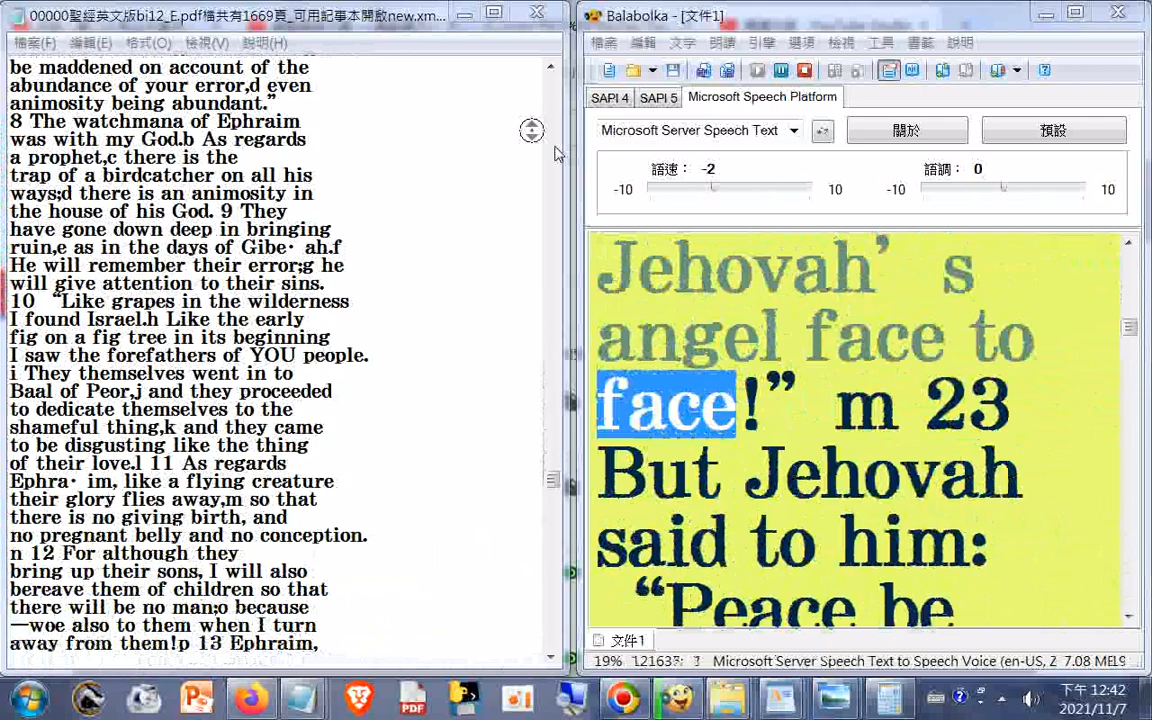 00000聖經英文版bi12_E.pdf檔共有1669頁_可用記事本開啟new.xm...
檔案(F) 編輯(E) 格式(O) 檢視(V) 說明(H)
be maddened on account of the
abundance of your error,d even
animosity being abundant.”
8 The watchmana of Ephraim
was with my God.b As regards
a prophet,c there is the
trap of a birdcatcher on all his
ways;d there is an animosity in
the house of his God. 9 They
have gone down deep in bringing
ruin,e as in the days of Gibe· ah.f
He will remember their error;g he
will give attention to their sins.
10 “Like grapes in the wilderness
I found Israel.h Like the early
fig on a fig tree in its beginning
I saw the forefathers of YOU people.
i They themselves went in to
Baal of Peor,j and they proceeded
to dedicate themselves to the
shameful thing,k and they came
to be disgusting like the thing
of their love.l 11 As regards
Ephra· im, like a flying creature
their glory flies away,m so that
there is no giving birth, and
no pregnant belly and no conception.
n 12 For although they
bring up their sons, I will also
bereave them of children so that
there will be no man;o because
—woe also to them when I turn
away from them!p 13 Ephraim,
Balabolka - [文件1]
檔案 編輯 文字 朗讀 引擎 選項 檢視 工具 書籤 說明
SAPI 4 SAPI 5 Microsoft Speech Platform
Microsoft Server Speech Text 關於 預設
語速： -2 語調： 0
-10 10 -10 10
Jehovah’ s
angel face to
face!” m 23
But Jehovah
said to him:
“Peace be
文件1
19% Microsoft Server Speech Text to Speech Voice (en-US, Z
PDF
下午 12:42
2021/11/7